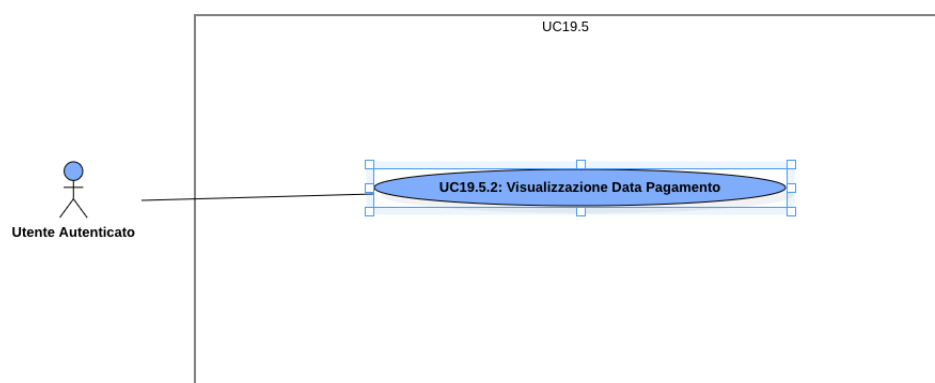 UC19.5
UC19.5.2: Visualizzazione Data Pagamento
Utente Autenticato